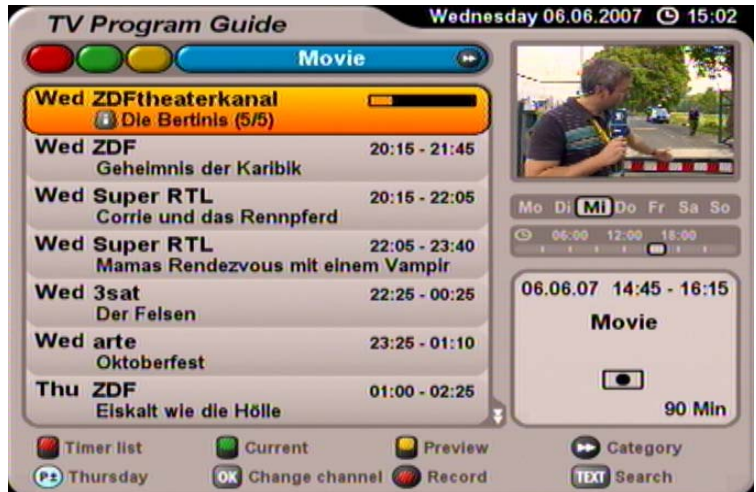 TV Program Guide
Wednesday 06.06.2007 15:02
Movie
Wed ZDFtheaterkanal
Die Bertinis (5/5)
Wed ZDF 20:15 - 21:45
Geheimnis der Karibik
Wed Super RTL 20:15 - 22:05
Corrie und das Rennpferd
Wed Super RTL 22:05 - 23:40
Mamas Rendezvous mit einem Vampir
Wed 3sat 22:25 - 00:25
Der Felsen
Wed arte 23:25 - 01:10
Oktoberfest
Thu ZDF 01:00 - 02:25
Eiskalt wie die Hölle
Mo Di Mi Do Fr Sa So
06:00 12:00 18:00
06.06.07 14:45 - 16:15
Movie
90 Min
Timer list Current Preview Category
P± Thursday OK Change channel Record TEXT Search